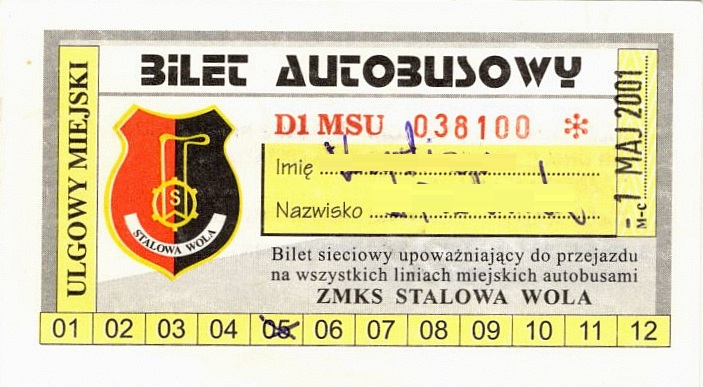 ULGOWY MIEJSKI
BiLET AUTOBUSOWY
D1 MSU 038100 *
Imię
Nazwisko
M-c - 1 MAJ 2001
S
STALOWA WOLA
Bilet sieciowy upoważniający do przejazdu
na wszystkich liniach miejskich autobusami
ZMKS STALOWA WOLA
01 02 03 04 05 06 07 08 09 10 11 12